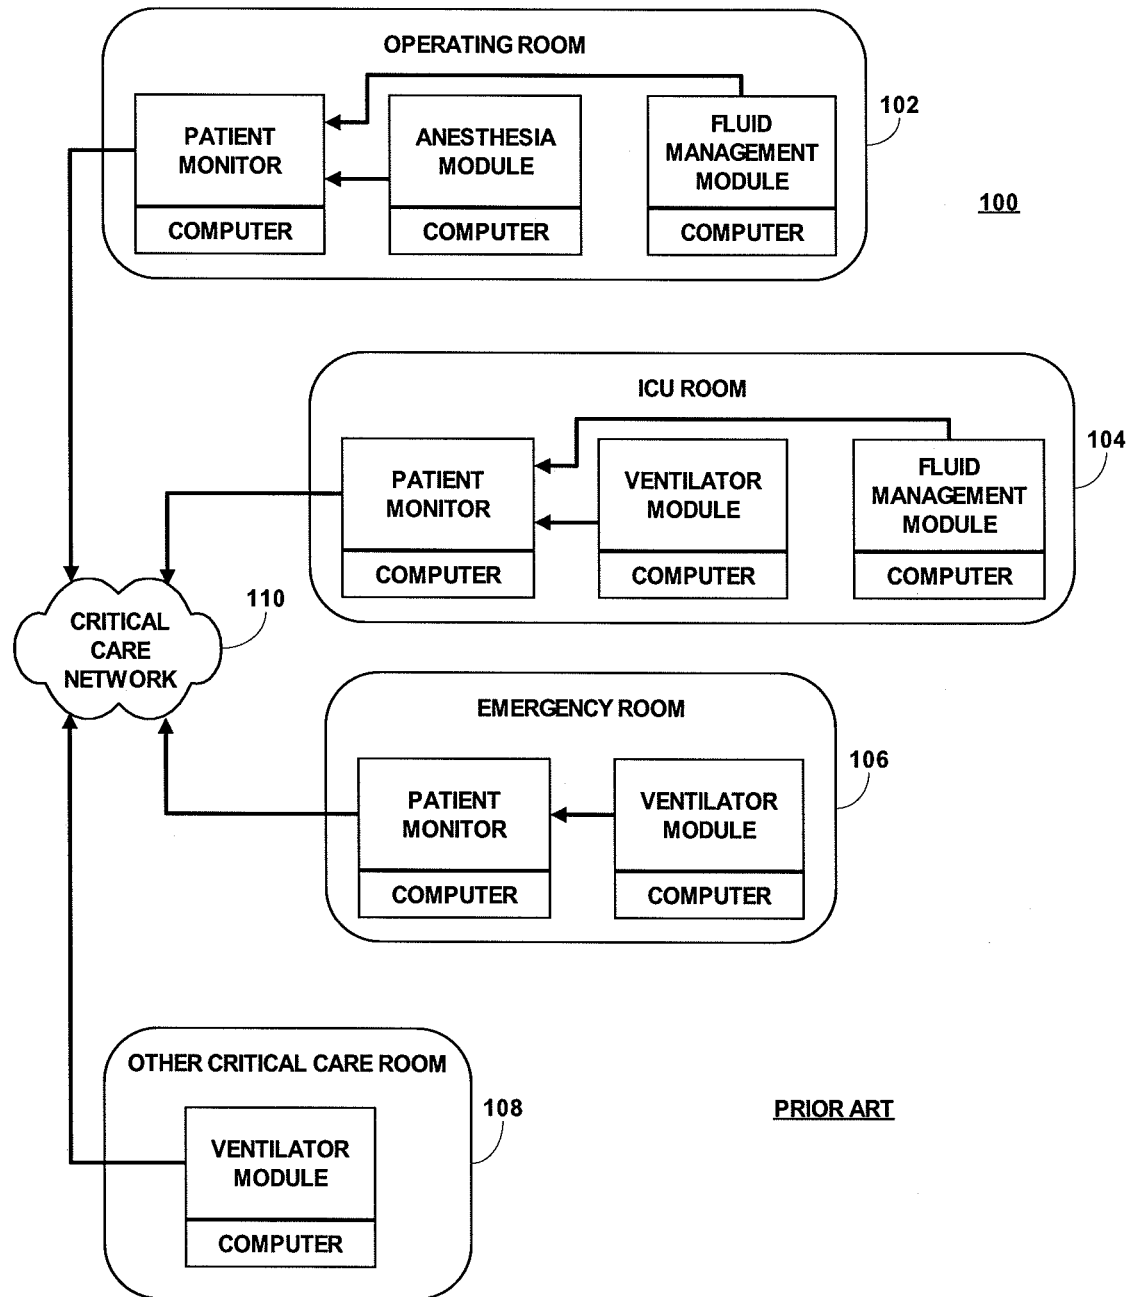 OPERATING ROOM
PATIENT
MONITOR
COMPUTER
ANESTHESIA
MODULE
COMPUTER
FLUID
MANAGEMENT
MODULE
COMPUTER
102
100
ICU ROOM
PATIENT
MONITOR
COMPUTER
VENTILATOR
MODULE
COMPUTER
FLUID
MANAGEMENT
MODULE
COMPUTER
104
CRITICAL
CARE
NETWORK
110
EMERGENCY ROOM
PATIENT
MONITOR
COMPUTER
VENTILATOR
MODULE
COMPUTER
106
OTHER CRITICAL CARE ROOM
VENTILATOR
MODULE
COMPUTER
108
PRIOR ART